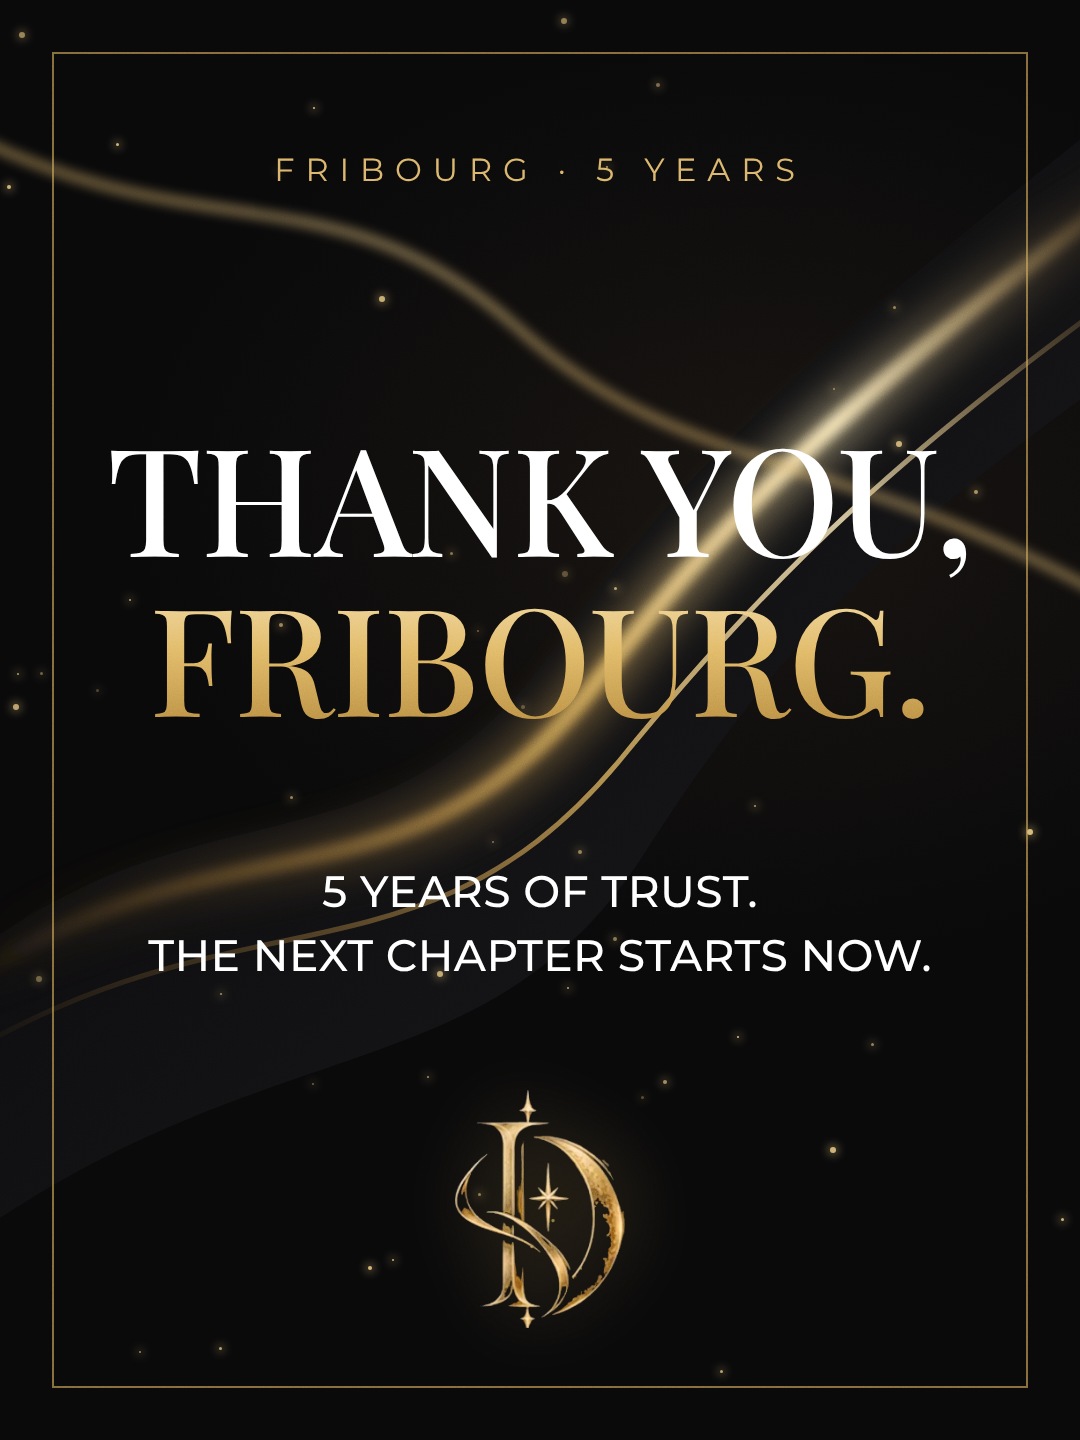 FRIBOURG · 5 YEARS
THANK YOU,
FRIBOURG.
5 YEARS OF TRUST.
THE NEXT CHAPTER STARTS NOW.